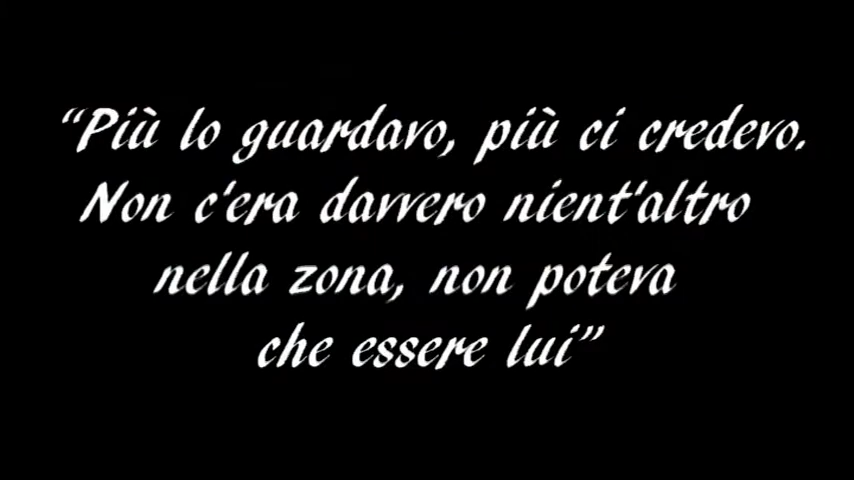 “Più lo guardavo, più ci credevo.
Non c'era davvero nient'altro
nella zona, non poteva
che essere lui”